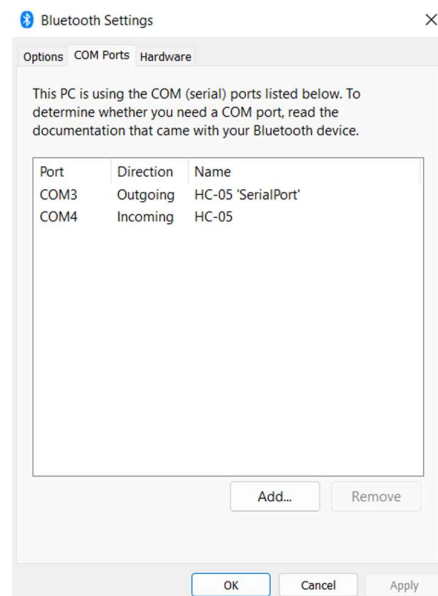 Bluetooth Settings
Options COM Ports Hardware
This PC is using the COM (serial) ports listed below. To
determine whether you need a COM port, read the
documentation that came with your Bluetooth device.
Port Direction Name
COM3 Outgoing HC-05 'SerialPort'
COM4 Incoming HC-05
Add... Remove
OK Cancel Apply